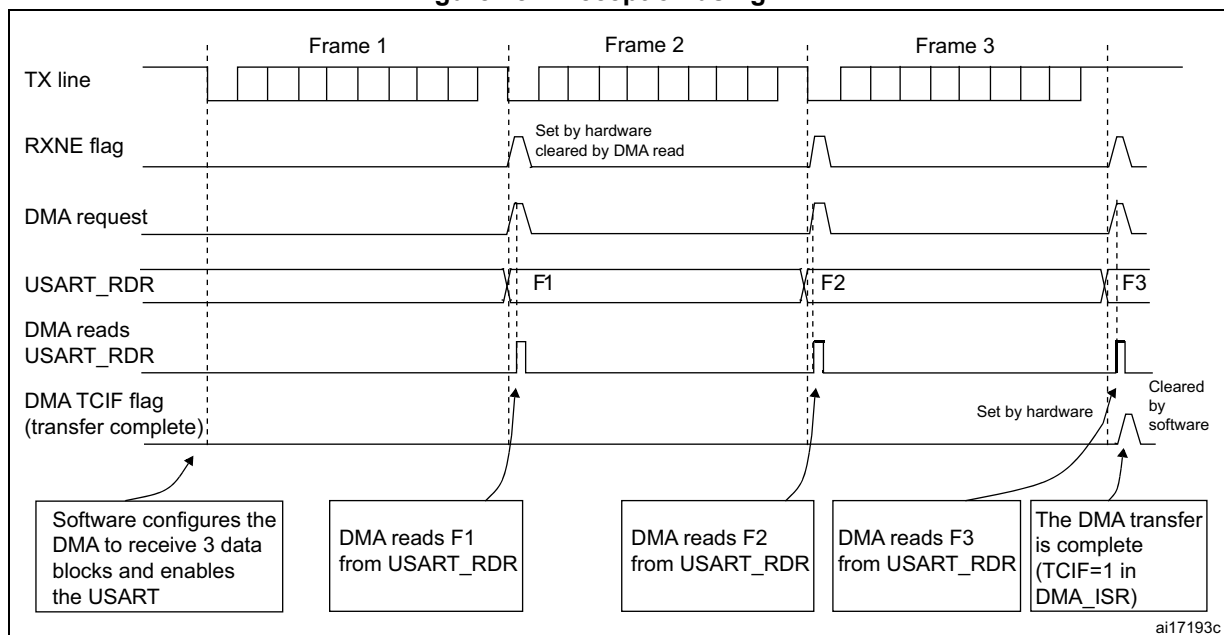 Frame 1
Frame 2
Frame 3
TX line
RXNE flag
Set by hardware
cleared by DMA read
DMA request
USART_RDR
F1
F2
F3
DMA reads
USART_RDR
DMA TCIF flag
(transfer complete)
Set by hardware
Cleared
by
software
Software configures the
DMA to receive 3 data
blocks and enables
the USART
DMA reads F1
from USART_RDR
DMA reads F2
from USART_RDR
DMA reads F3
from USART_RDR
The DMA transfer
is complete
(TCIF=1 in
DMA_ISR)
ai17193c